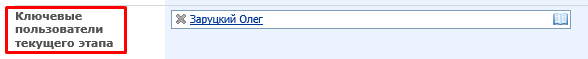 Ключевые
пользователи
текущего этапа
Заруцкий Олег